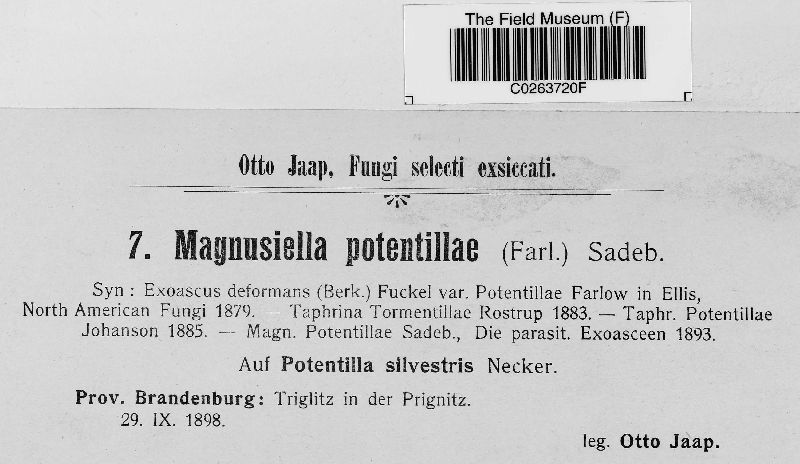 The Field Museum (F)
C0263720F
Otto Jaap, Fungi selecti exsiccati.
7. Magnusiella potentillae (Farl.) Sadeb.
Syn : Exoascus deformans (Berk.) Fuckel var. Potentillae Farlow in Ellis,
North American Fungi 1879. — Taphrina Tormentillae Rostrup 1883. — Taphr. Potentillae
Johanson 1885. — Magn. Potentillae Sadeb., Die parasit. Exoasceen 1893.
Auf Potentilla silvestris Necker.
Prov. Brandenburg: Triglitz in der Prignitz.
29. IX. 1898.
leg. Otto Jaap.